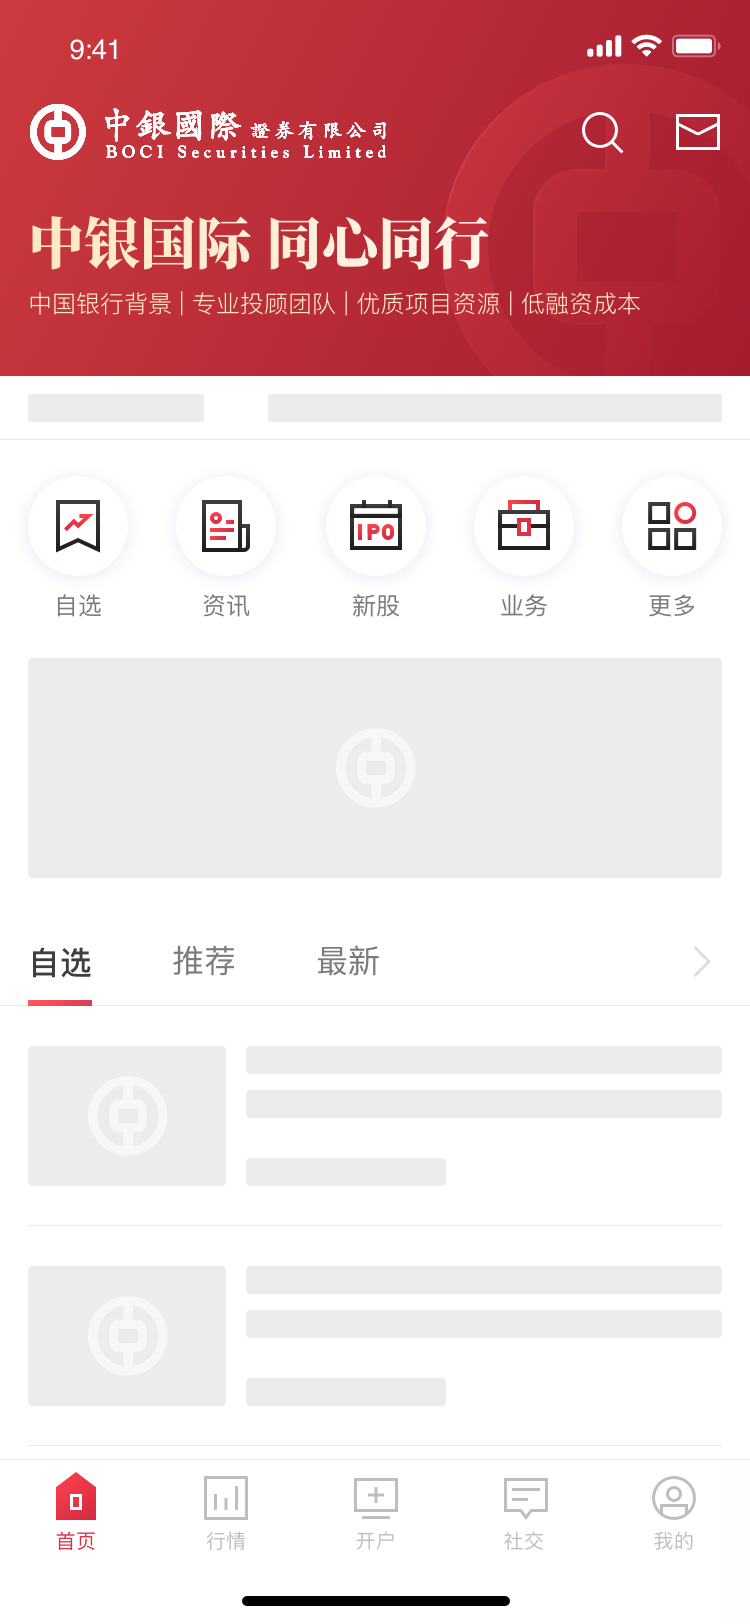 9:41
中銀國際 證券有限公司
BOCI Securities Limited
中银国际 同心同行
中国银行背景 | 专业投顾团队 | 优质项目资源 | 低融资成本
IPO
自选 资讯 新股 业务 更多
自选 推荐 最新
首页 行情 开户 社交 我的